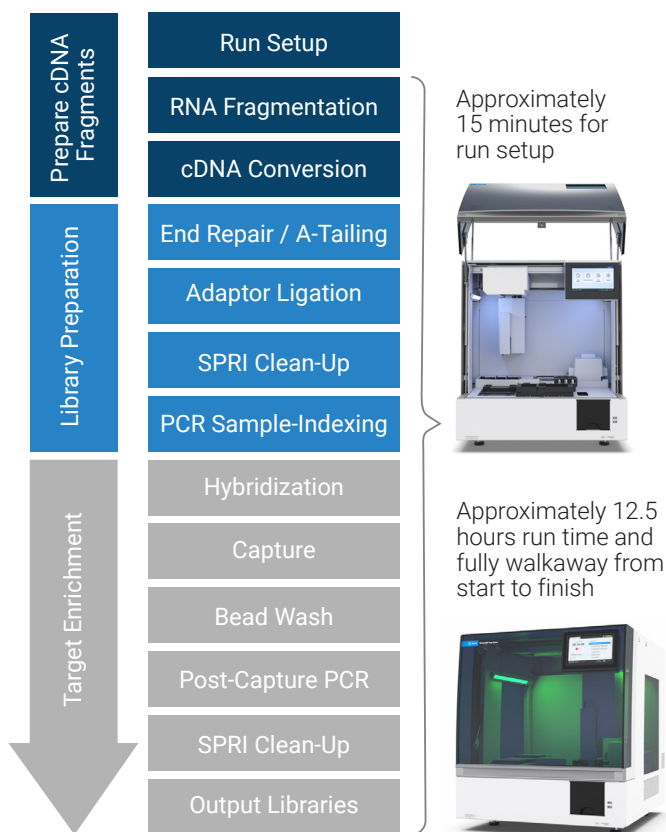 Prepare cDNA
Fragments
Run Setup
RNA Fragmentation
cDNA Conversion
Library Preparation
End Repair / A-Tailing
Adaptor Ligation
SPRI Clean-Up
PCR Sample-Indexing
Target Enrichment
Hybridization
Capture
Bead Wash
Post-Capture PCR
SPRI Clean-Up
Output Libraries
Approximately
15 minutes for
run setup
Approximately 12.5
hours run time and
fully walkaway from
start to finish